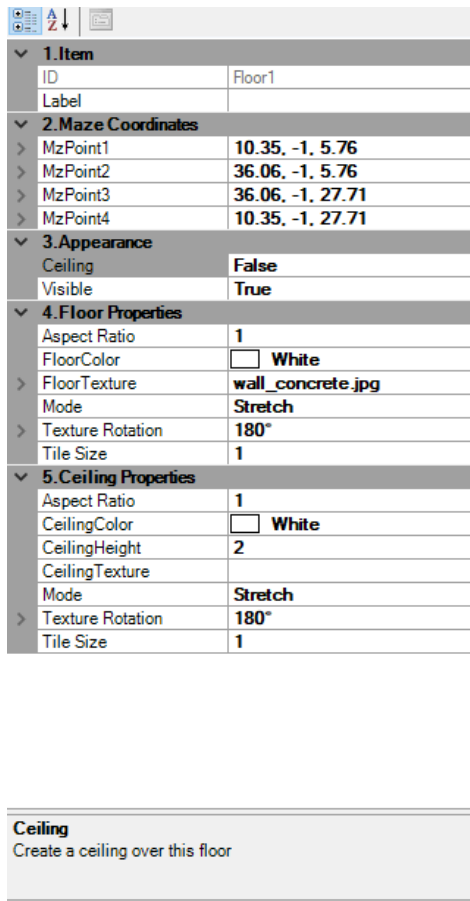 1.Item
ID Floor1
Label
2.Maze Coordinates
MzPoint1 10.35, -1, 5.76
MzPoint2 36.06, -1, 5.76
MzPoint3 36.06, -1, 27.71
MzPoint4 10.35, -1, 27.71
3.Appearance
Ceiling False
Visible True
4.Floor Properties
Aspect Ratio 1
FloorColor White
FloorTexture wall_concrete.jpg
Mode Stretch
Texture Rotation 180°
Tile Size 1
5.Ceiling Properties
Aspect Ratio 1
CeilingColor White
CeilingHeight 2
CeilingTexture
Mode Stretch
Texture Rotation 180°
Tile Size 1
Ceiling
Create a ceiling over this floor